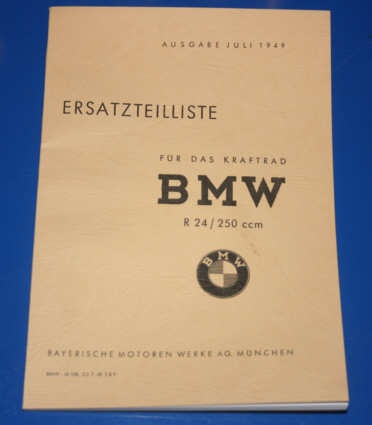 AUSGABE JULI 1949
ERSATZTEILLISTE
FÜR DAS KRAFTRAD
BMW
R 24/250 ccm
BMW
BAYERISCHE MOTOREN WERKE AG. MÜNCHEN